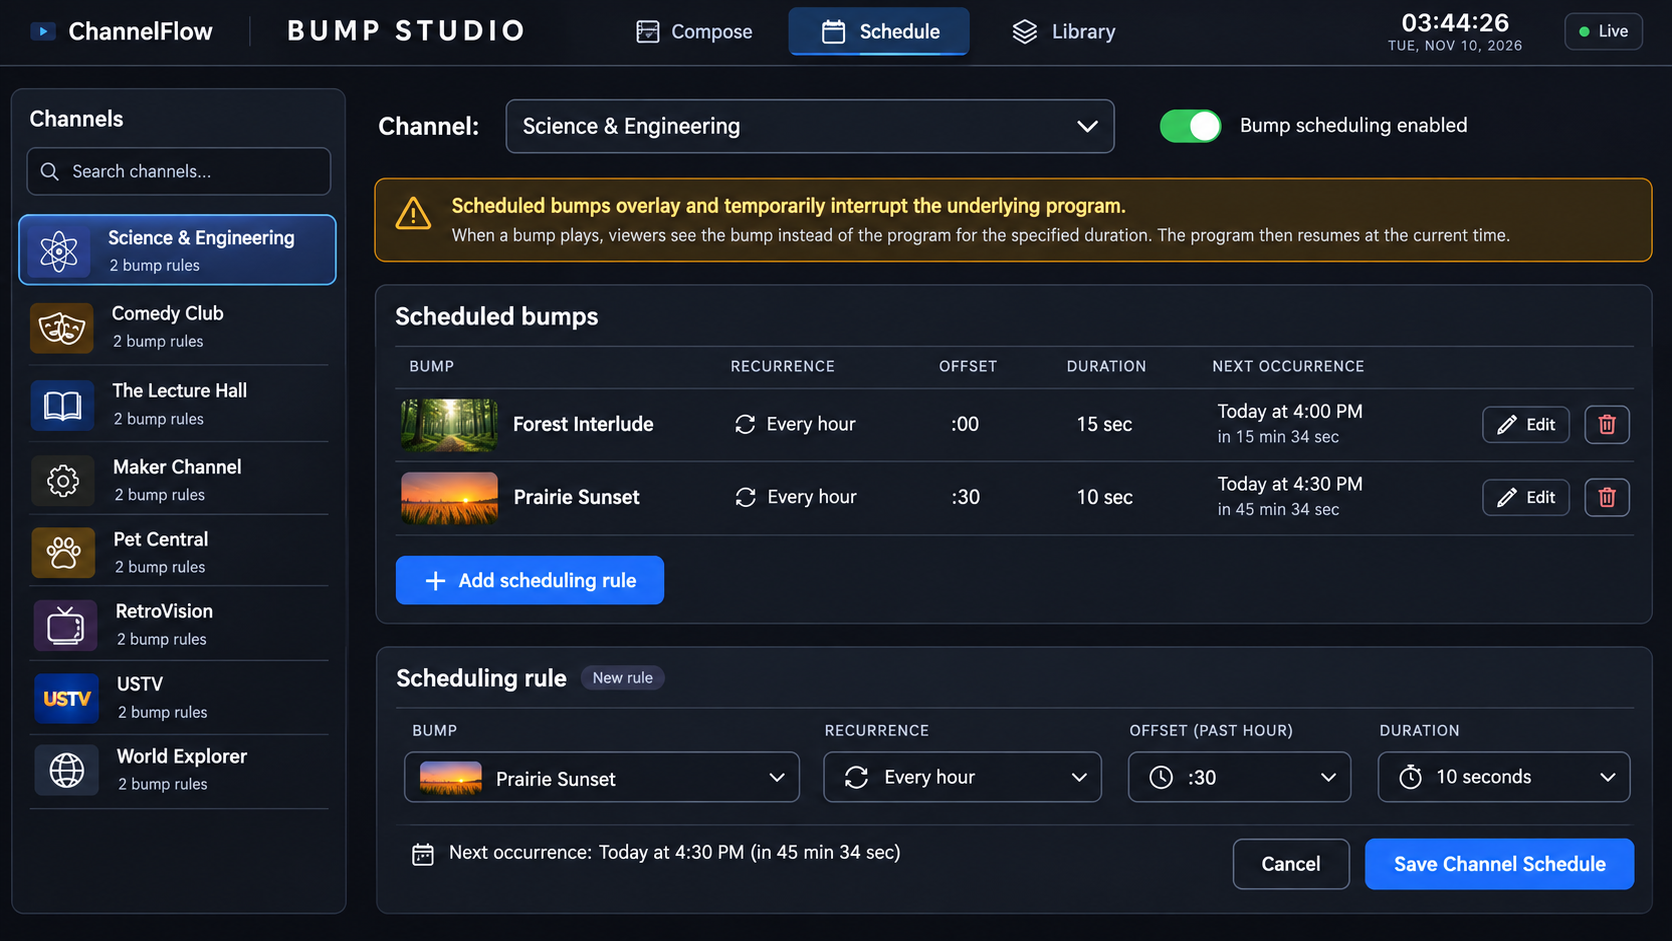 ChannelFlow
BUMP STUDIO
Compose
Schedule
Library
03:44:26
TUE, NOV 10, 2026
Live
Channels
Search channels...
Science & Engineering
2 bump rules
Comedy Club
2 bump rules
The Lecture Hall
2 bump rules
Maker Channel
2 bump rules
Pet Central
2 bump rules
RetroVision
2 bump rules
USTV
USTV
2 bump rules
World Explorer
2 bump rules
Channel:
Science & Engineering
Bump scheduling enabled
Scheduled bumps overlay and temporarily interrupt the underlying program.
When a bump plays, viewers see the bump instead of the program for the specified duration. The program then resumes at the current time.
Scheduled bumps
BUMP RECURRENCE OFFSET DURATION NEXT OCCURRENCE
Forest Interlude Every hour :00 15 sec Today at 4:00 PM
in 15 min 34 sec
Edit
Prairie Sunset Every hour :30 10 sec Today at 4:30 PM
in 45 min 34 sec
Edit
Add scheduling rule
Scheduling rule New rule
BUMP RECURRENCE OFFSET (PAST HOUR) DURATION
Prairie Sunset Every hour :30 10 seconds
Next occurrence: Today at 4:30 PM (in 45 min 34 sec)
Cancel
Save Channel Schedule